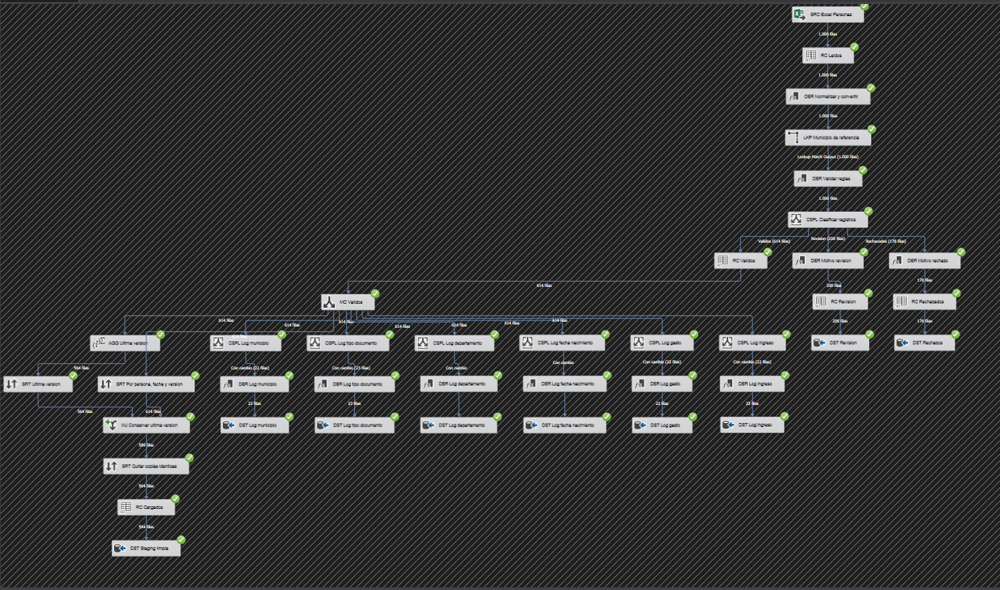 SRC Excel Personas
1.000 filas
RC Leidos
1.000 filas
DER Normalizar y convertir
1.000 filas
LKP Municipio de referencia
Lookup Match Output (1.000 filas)
DER Validar reglas
1.000 filas
CSPL Clasificar registros
Validos (614 filas)
Revision (208 filas)
Rechazados (178 filas)
RC Validos
DER Motivo revision
DER Motivo rechazo
614 filas
208 filas
178 filas
MC Validos
RC Revision
RC Rechazados
614 filas
614 filas
614 filas
614 filas
614 filas
614 filas
614 filas
208 filas
178 filas
AGG Ultima version
CSPL Log municipio
CSPL Log tipo documento
CSPL Log departamento
CSPL Log fecha nacimiento
CSPL Log gasto
CSPL Log ingreso
DST Revision
DST Rechazos
564 filas
Con cambio (22 filas)
Con cambio (23 filas)
Con cambio
Con cambio
Con cambio (22 filas)
Con cambio (22 filas)
SRT Ultima version
SRT Por persona, fecha y version
DER Log municipio
DER Log tipo documento
DER Log departamento
DER Log fecha nacimiento
DER Log gasto
DER Log ingreso
564 filas
614 filas
22 filas
23 filas
22 filas
22 filas
MJ Conservar ultima version
DST Log municipio
DST Log tipo documento
DST Log departamento
DST Log fecha nacimiento
DST Log gasto
DST Log ingreso
589 filas
SRT Quitar copias identicas
564 filas
RC Cargados
564 filas
DST Staging limpia